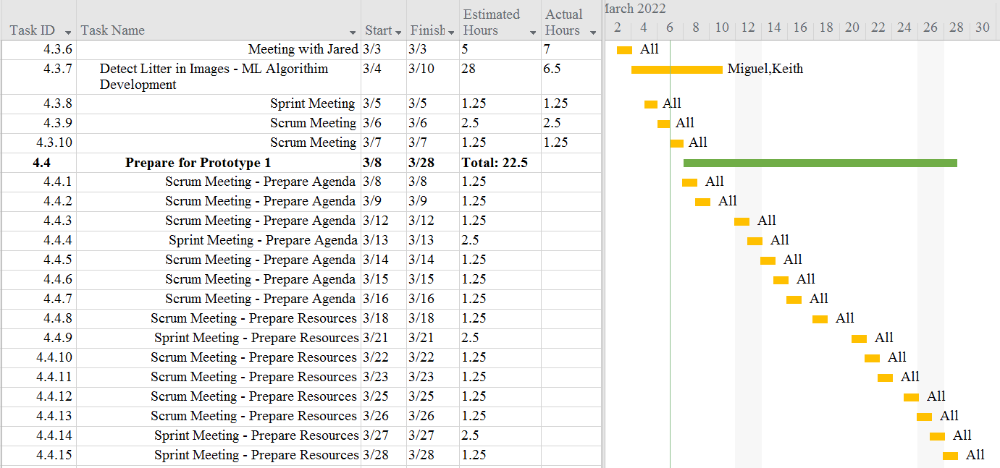 March 2022
Task ID Task Name Start Finish Estimated Hours Actual Hours 2 4 6 8 10 12 14 16 18 20 22 24 26 28 30
4.3.6 Meeting with Jared 3/3 3/3 5 7 All
4.3.7 Detect Litter in Images - ML Algorithim 3/4 3/10 28 6.5 Miguel,Keith
Development
4.3.8 Sprint Meeting 3/5 3/5 1.25 1.25 All
4.3.9 Scrum Meeting 3/6 3/6 2.5 2.5 All
4.3.10 Scrum Meeting 3/7 3/7 1.25 1.25 All
4.4 Prepare for Prototype 1 3/8 3/28 Total: 22.5
4.4.1 Scrum Meeting - Prepare Agenda 3/8 3/8 1.25 All
4.4.2 Scrum Meeting - Prepare Agenda 3/9 3/9 1.25 All
4.4.3 Scrum Meeting - Prepare Agenda 3/12 3/12 1.25 All
4.4.4 Sprint Meeting - Prepare Agenda 3/13 3/13 2.5 All
4.4.5 Scrum Meeting - Prepare Agenda 3/14 3/14 1.25 All
4.4.6 Scrum Meeting - Prepare Agenda 3/15 3/15 1.25 All
4.4.7 Scrum Meeting - Prepare Agenda 3/16 3/16 1.25 All
4.4.8 Scrum Meeting - Prepare Resources 3/18 3/18 1.25 All
4.4.9 Sprint Meeting - Prepare Resources 3/21 3/21 2.5 All
4.4.10 Scrum Meeting - Prepare Resources 3/22 3/22 1.25 All
4.4.11 Scrum Meeting - Prepare Resources 3/23 3/23 1.25 All
4.4.12 Scrum Meeting - Prepare Resources 3/25 3/25 1.25 All
4.4.13 Scrum Meeting - Prepare Resources 3/26 3/26 1.25 All
4.4.14 Sprint Meeting - Prepare Resources 3/27 3/27 2.5 All
4.4.15 Sprint Meeting - Prepare Resources 3/28 3/28 1.25 All